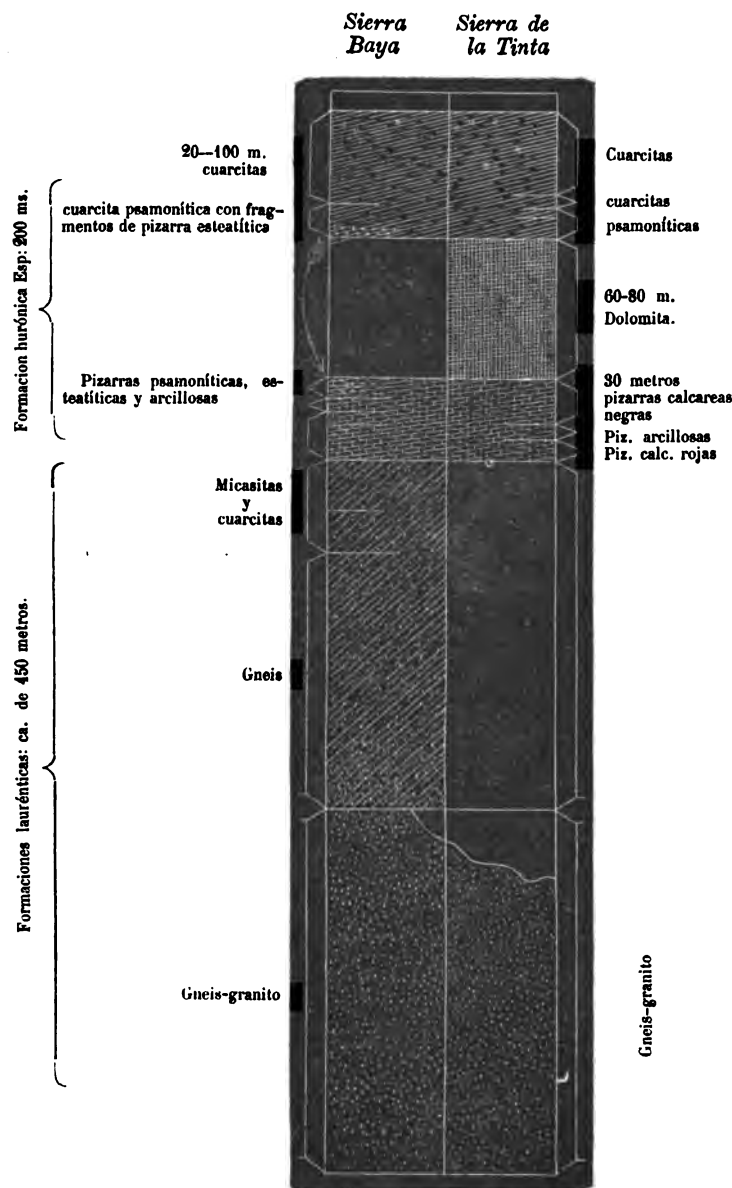 Sierra
Baya
Sierra de
la Tinta
20--100 m.
cuarcitas
cuarcita psamonítica con frag-
mentos de pizarra esteatítica
Formacion hurónica Esp: 200 ms.
Pizarras psamoníticas, es-
teatíticas y arcillosas
Micasitas
y
cuarcitas
Gneis
Formaciones laurénticas: ca. de 450 metros.
Gneis-granito
Cuarcitas
cuarcitas
psamoníticas
60-80 m.
Dolomita.
30 metros
pizarras calcareas
negras
Piz. arcillosas
Piz. calc. rojas
Gneis-granito